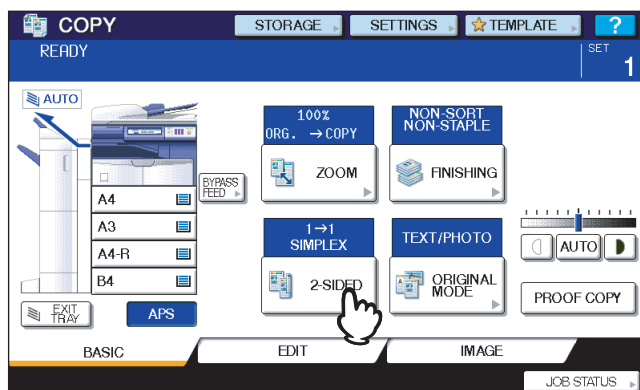 COPY
STORAGE
SETTINGS
TEMPLATE
?
READY
SET
1
AUTO
A4
A3
A4-R
B4
BYPASS
FEED
EXIT
TRAY
APS
100%
ORG. →COPY
ZOOM
NON-SORT
NON-STAPLE
FINISHING
1→1
SIMPLEX
2-SIDED
TEXT/PHOTO
ORIGINAL
MODE
AUTO
PROOF COPY
BASIC
EDIT
IMAGE
JOB STATUS